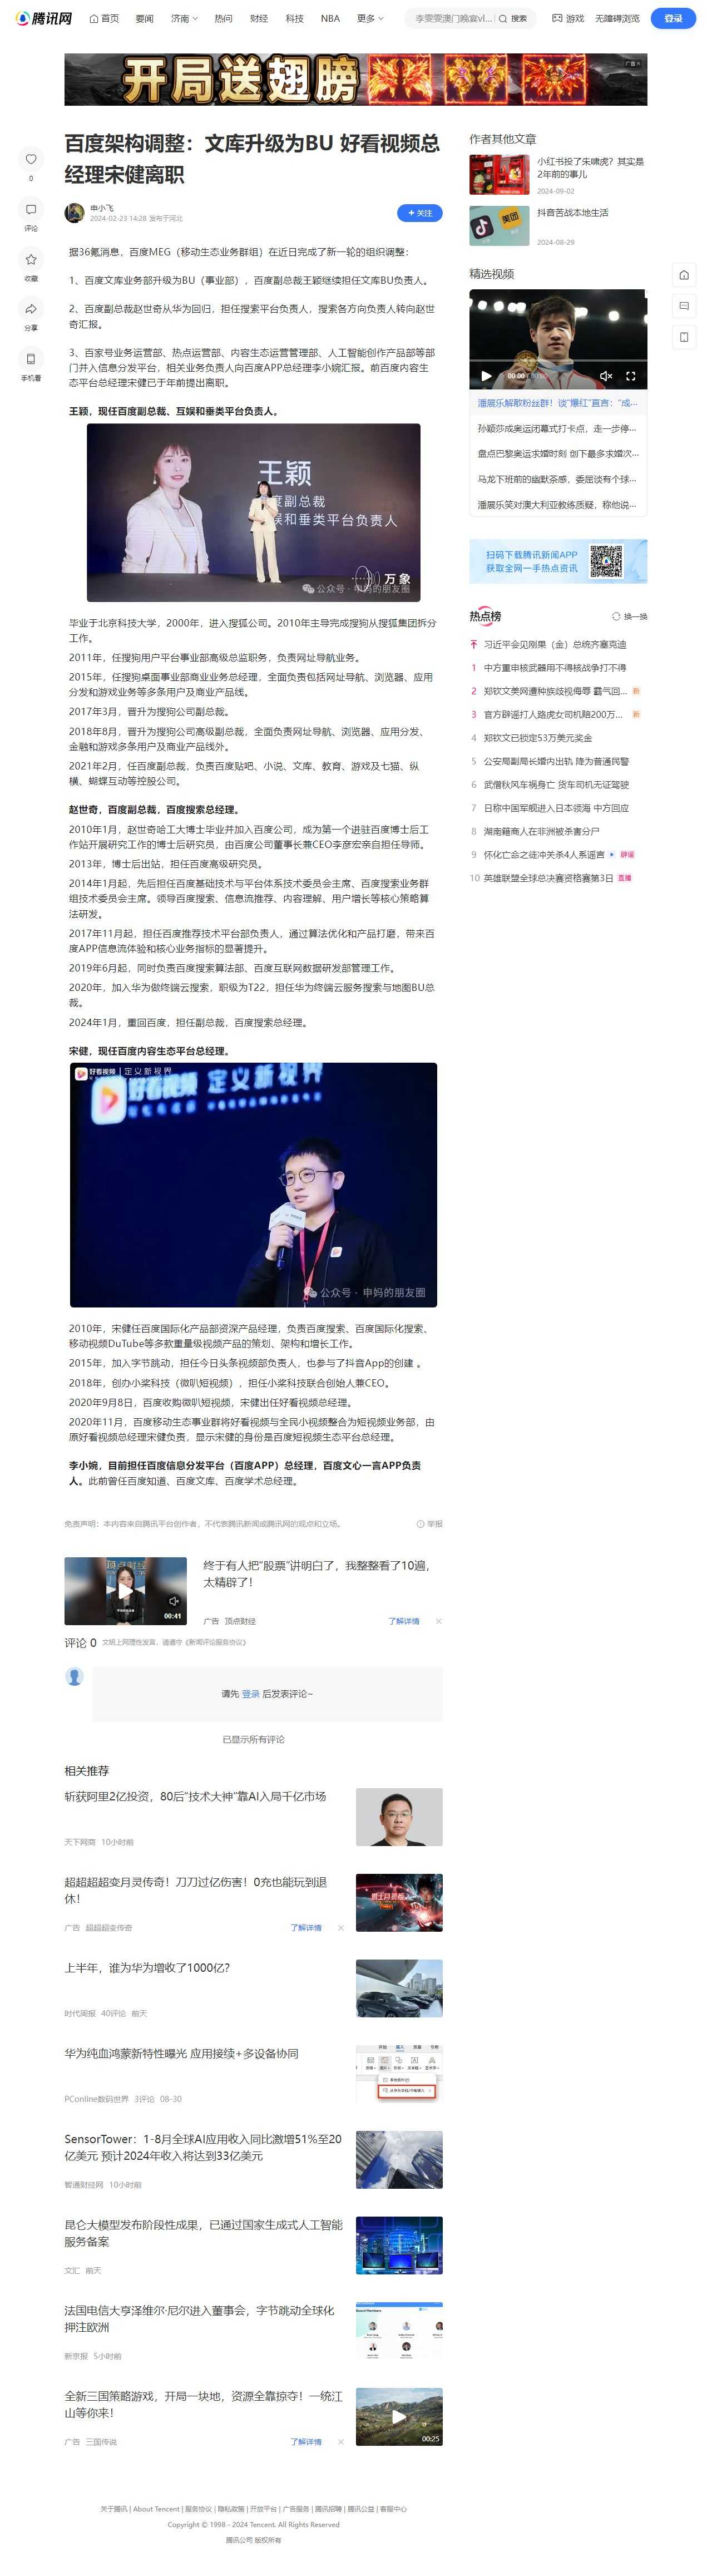 腾讯网
首页 要闻 济南 热问 财经 科技 NBA 更多
李雯雯澳门晚宴vl... 搜索
游戏 无障碍浏览 登录
开局送翅膀
广告 ×
百度架构调整：文库升级为BU 好看视频总
经理宋健离职
申小飞
2024-02-23 14:28 发布于河北
+ 关注
0
评论
收藏
分享
手机看
据36氪消息，百度MEG（移动生态业务群组）在近日完成了新一轮的组织调整：
1、百度文库业务部升级为BU（事业部），百度副总裁王颖继续担任文库BU负责人。
2、百度副总裁赵世奇从华为回归，担任搜索平台负责人，搜索各方向负责人转向赵世
奇汇报。
3、百家号业务运营部、热点运营部、内容生态运营管理部、人工智能创作产品部等部
门并入信息分发平台，相关业务负责人向百度APP总经理李小婉汇报。前百度内容生
态平台总经理宋健已于年前提出离职。
王颖，现任百度副总裁、互娱和垂类平台负责人。
王颖
度副总裁
娱和垂类平台负责人
万象
公众号 · 申妈的朋友圈
毕业于北京科技大学，2000年，进入搜狐公司。2010年主导完成搜狗从搜狐集团拆分
工作。
2011年，任搜狗用户平台事业部高级总监职务，负责网址导航业务。
2015年，任搜狗桌面事业部商业业务总经理，全面负责包括网址导航、浏览器、应用
分发和游戏业务等多条用户及商业产品线。
2017年3月，晋升为搜狗公司副总裁。
2018年8月，晋升为搜狗公司高级副总裁，全面负责网址导航、浏览器、应用分发、
金融和游戏多条用户及商业产品线外。
2021年2月，任百度副总裁，负责百度贴吧、小说、文库、教育、游戏及七猫、纵
横、蝴蝶互动等控股公司。
赵世奇，百度副总裁，百度搜索总经理。
2010年1月，赵世奇哈工大博士毕业并加入百度公司，成为第一个进驻百度博士后工
作站开展研究工作的博士后研究员，由百度公司董事长兼CEO李彦宏亲自担任导师。
2013年，博士后出站，担任百度高级研究员。
2014年1月起，先后担任百度基础技术与平台体系技术委员会主席、百度搜索业务群
组技术委员会主席。领导百度搜索、信息流推荐、内容理解、用户增长等核心策略算
法研发。
2017年11月起，担任百度推荐技术平台部负责人，通过算法优化和产品打磨，带来百
度APP信息流体验和核心业务指标的显著提升。
2019年6月起，同时负责百度搜索算法部、百度互联网数据研发部管理工作。
2020年，加入华为做终端云搜索，职级为T22，担任华为终端云服务搜索与地图BU总
裁。
2024年1月，重回百度，担任副总裁，百度搜索总经理。
宋健，现任百度内容生态平台总经理。
好看视频 | 定义新视界
定义新视界
公众号 · 申妈的朋友圈
2010年，宋健任百度国际化产品部资深产品经理，负责百度搜索、百度国际化搜索、
移动视频DuTube等多款重量级视频产品的策划、架构和增长工作。
2015年，加入字节跳动，担任今日头条视频部负责人，也参与了抖音App的创建 。
2018年，创办小桨科技（微叭短视频），担任小桨科技联合创始人兼CEO。
2020年9月8日，百度收购微叭短视频，宋健出任好看视频总经理。
2020年11月，百度移动生态事业群将好看视频与全民小视频整合为短视频业务部，由
原好看视频总经理宋健负责，显示宋健的身份是百度短视频生态平台总经理。
李小婉，目前担任百度信息分发平台（百度APP）总经理，百度文心一言APP负责
人。此前曾任百度知道、百度文库、百度学术总经理。
免责声明：本内容来自腾讯平台创作者，不代表腾讯新闻或腾讯网的观点和立场。
举报
00:41
终于有人把“股票”讲明白了，我整整看了10遍，
太精辟了！
广告 顶点财经 了解详情 ×
评论 0 文明上网理性发言，请遵守《新闻评论服务协议》
请先 登录 后发表评论~
已显示所有评论
相关推荐
斩获阿里2亿投资，80后“技术大神”靠AI入局千亿市场
天下网商 10小时前
超超超超变月灵传奇！刀刀过亿伤害！0充也能玩到退
休！
广告 超超超变传奇 了解详情 ×
上半年，谁为华为增收了1000亿?
时代周报 40评论 前天
华为纯血鸿蒙新特性曝光 应用接续+多设备协同
PConline数码世界 3评论 08-30
SensorTower：1-8月全球AI应用收入同比激增51%至20
亿美元 预计2024年收入将达到33亿美元
智通财经网 10小时前
昆仑大模型发布阶段性成果，已通过国家生成式人工智能
服务备案
文汇 前天
法国电信大亨泽维尔·尼尔进入董事会，字节跳动全球化
押注欧洲
新京报 5小时前
全新三国策略游戏，开局一块地，资源全靠掠夺！一统江
山等你来！
广告 三国传说 了解详情 ×
00:25
作者其他文章
小红书投了朱啸虎？其实是
2年前的事儿
2024-09-02
抖音苦战本地生活
2024-08-29
精选视频
00:00
潘展乐解散粉丝群！谈“爆红”直言：“成...
孙颖莎成奥运闭幕式打卡点，走一步停...
盘点巴黎奥运求婚时刻 创下最多求婚次...
马龙下班前的幽默茶感，委屈谈有个球...
潘展乐笑对澳大利亚教练质疑，称他说...
扫码下载腾讯新闻APP
获取全网一手热点资讯
热点榜 换一换
习近平会见刚果（金）总统齐塞克迪
1 中方重申核武器用不得核战争打不得
2 郑钦文美网遭种族歧视侮辱 霸气回... 新
3 官方辟谣打人路虎女司机赔200万... 新
4 郑钦文已锁定53万美元奖金
5 公安局副局长婚内出轨 降为普通民警
6 武僧秋风车祸身亡 货车司机无证驾驶
7 日称中国军舰进入日本领海 中方回应
8 湖南籍商人在非洲被杀害分尸
9 怀化亡命之徒冲关杀4人系谣言 辟谣
10 英雄联盟全球总决赛资格赛第3日 直播
关于腾讯 | About Tencent | 服务协议 | 隐私政策 | 开放平台 | 广告服务 | 腾讯招聘 | 腾讯公益 | 客服中心
Copyright © 1998 - 2024 Tencent. All Rights Reserved
腾讯公司 版权所有